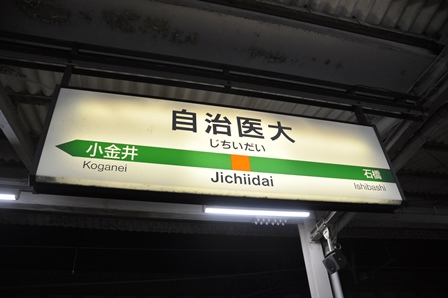 自治医大
じちいだい
小金井
Koganei
Jichiidai
石橋
Ishibashi